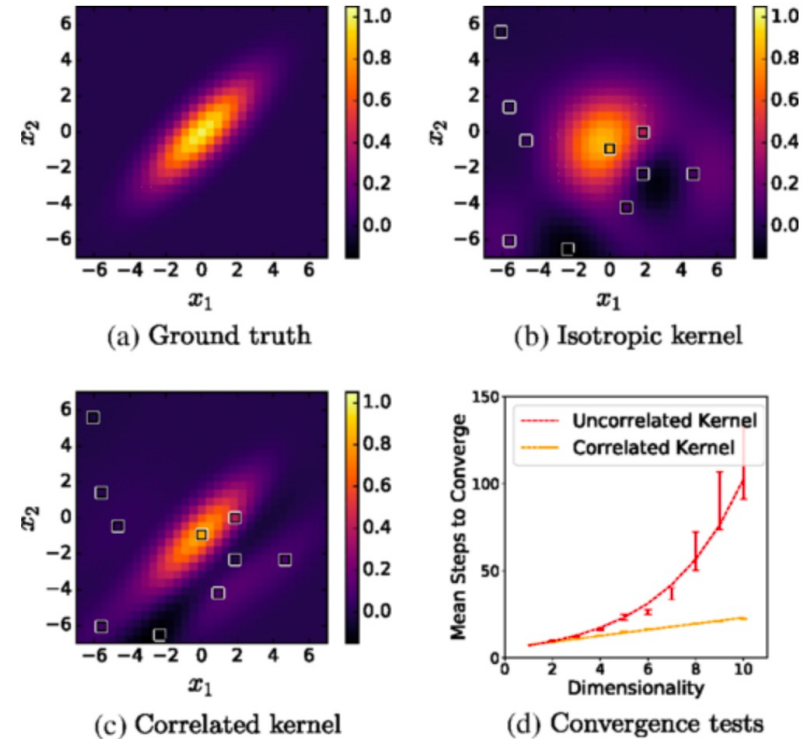 6
4
2
0
−2
−4
−6
x₂
−6 −4 −2 0 2 4 6
x₁
1.0
0.8
0.6
0.4
0.2
0.0
(a) Ground truth
6
4
2
0
−2
−4
−6
x₂
−6 −4 −2 0 2 4 6
x₁
1.0
0.8
0.6
0.4
0.2
0.0
(b) Isotropic kernel
6
4
2
0
−2
−4
−6
x₂
−6 −4 −2 0 2 4 6
x₁
1.0
0.8
0.6
0.4
0.2
0.0
(c) Correlated kernel
Mean Steps to Converge
150
100
50
0
Uncorrelated Kernel
Correlated Kernel
0 2 4 6 8 10
Dimensionality
(d) Convergence tests